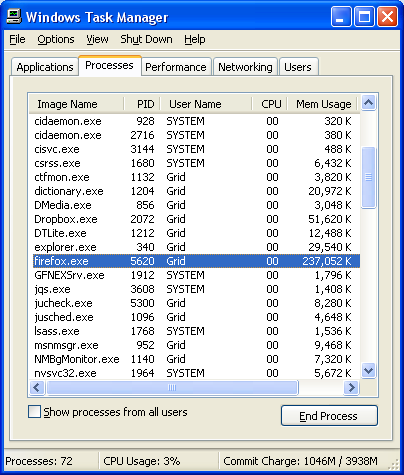 Windows Task Manager
File Options View Shut Down Help
Applications Processes Performance Networking Users
Image Name PID User Name CPU Mem Usage
cidaemon.exe 928 SYSTEM 00 320 K
cidaemon.exe 2716 SYSTEM 00 380 K
cisvc.exe 3144 SYSTEM 00 488 K
csrss.exe 1680 SYSTEM 00 6,432 K
ctfmon.exe 1132 Grid 00 3,820 K
dictionary.exe 1204 Grid 00 20,972 K
DMedia.exe 856 Grid 00 3,048 K
Dropbox.exe 2072 Grid 00 51,620 K
DTLite.exe 1212 Grid 00 12,488 K
explorer.exe 340 Grid 00 29,540 K
firefox.exe 5620 Grid 00 237,052 K
GFNEXSrv.exe 1912 SYSTEM 00 1,796 K
jqs.exe 3608 SYSTEM 00 1,408 K
jucheck.exe 5300 Grid 00 8,280 K
jusched.exe 1096 Grid 00 4,648 K
lsass.exe 1768 SYSTEM 00 1,536 K
msnmsgr.exe 952 Grid 00 9,468 K
NMBgMonitor.exe 1140 Grid 00 7,320 K
nvsvc32.exe 1964 SYSTEM 00 5,672 K
Show processes from all users End Process
Processes: 72 CPU Usage: 3% Commit Charge: 1046M / 3938M